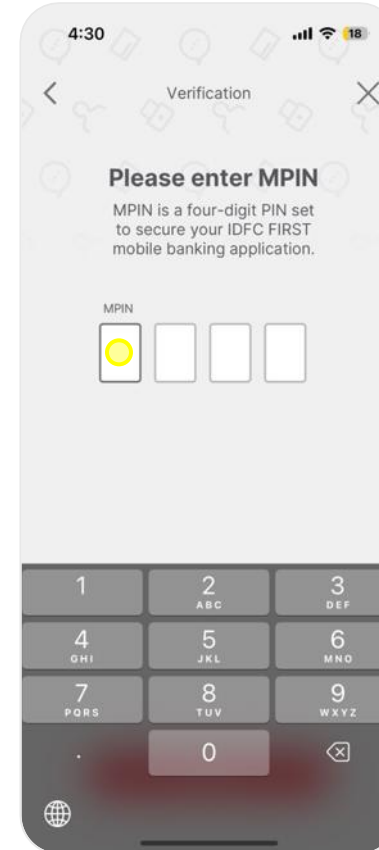 4:30
18
Verification
Please enter MPIN
MPIN is a four-digit PIN set
to secure your IDFC FIRST
mobile banking application.
MPIN
1
2
ABC
3
DEF
4
GHI
5
JKL
6
MNO
7
PQRS
8
TUV
9
WXYZ
.
0